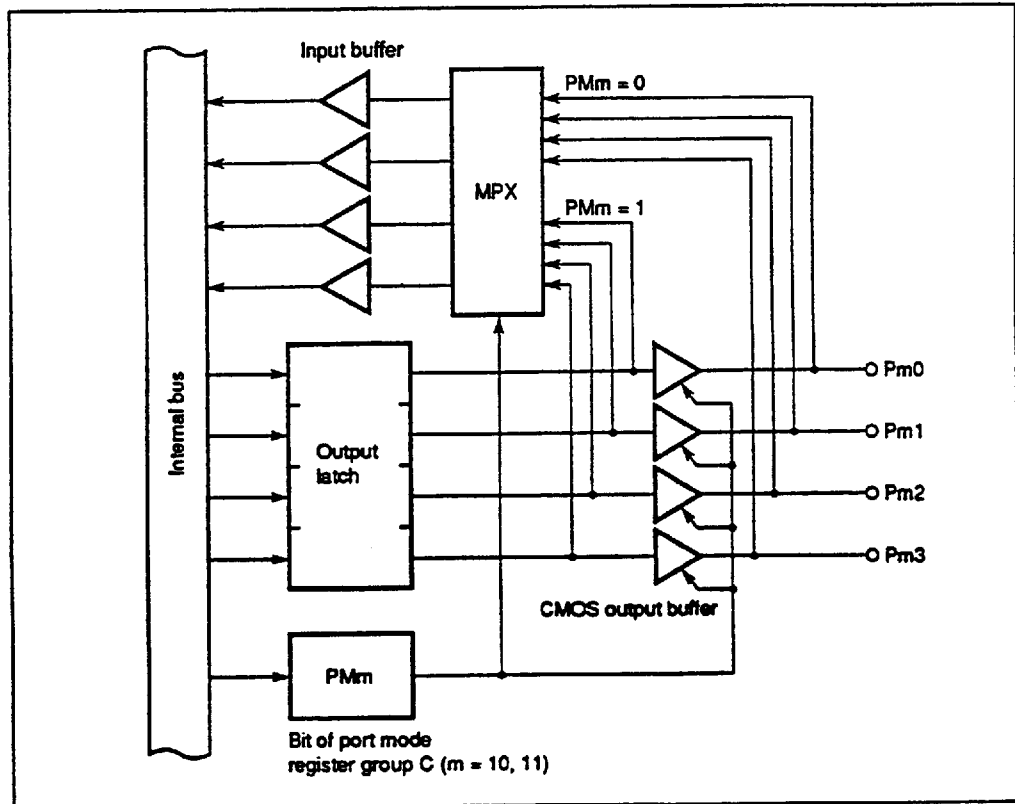 Input buffer
PMm = 0
MPX
PMm = 1
Internal bus
Output
latch
Pm0
Pm1
Pm2
Pm3
CMOS output buffer
PMm
Bit of port mode
register group C (m = 10, 11)